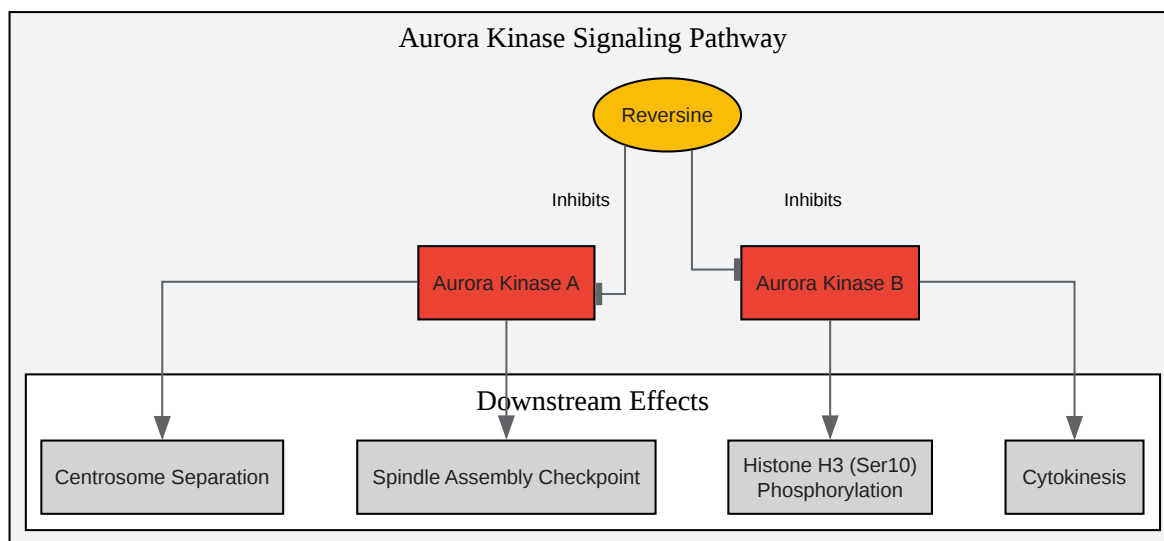 Aurora Kinase Signaling Pathway
Reversine
Inhibits
Inhibits
Aurora Kinase A
Aurora Kinase B
Downstream Effects
Centrosome Separation
Spindle Assembly Checkpoint
Histone H3 (Ser10)
Phosphorylation
Cytokinesis